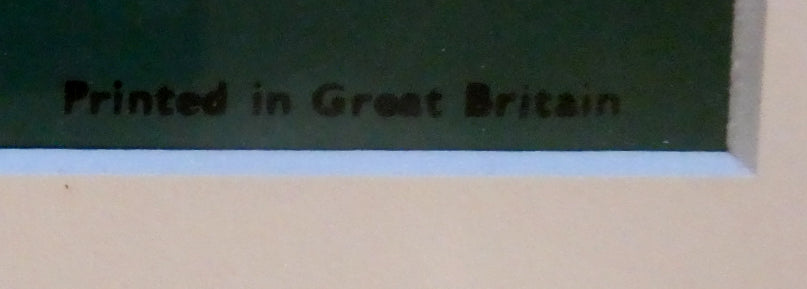 Printed in Great Britain